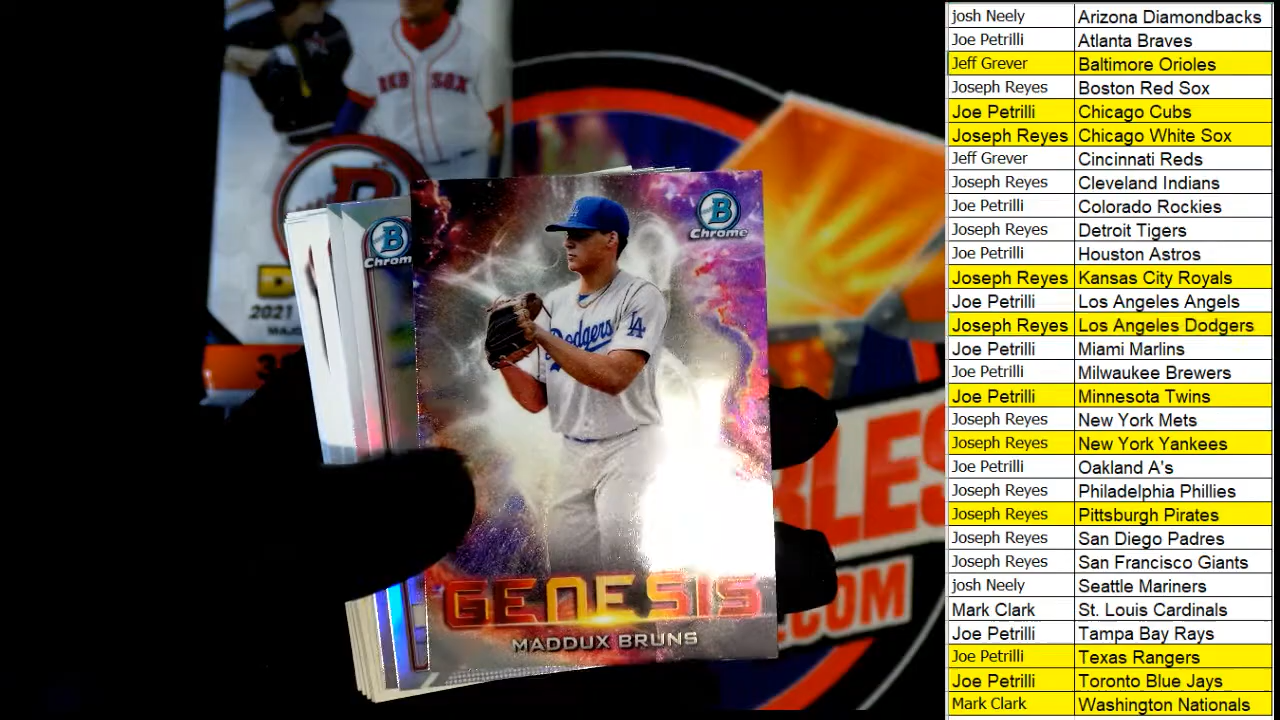 RED SOX
B
2021
B
Chrom
B
Chrome
Dodgers
LA
GENESIS
MADDUX BRUNS
BLES
.COM
josh Neely Arizona Diamondbacks
Joe Petrilli Atlanta Braves
Jeff Grever Baltimore Orioles
Joseph Reyes Boston Red Sox
Joe Petrilli Chicago Cubs
Joseph Reyes Chicago White Sox
Jeff Grever Cincinnati Reds
Joseph Reyes Cleveland Indians
Joe Petrilli Colorado Rockies
Joseph Reyes Detroit Tigers
Joe Petrilli Houston Astros
Joseph Reyes Kansas City Royals
Joe Petrilli Los Angeles Angels
Joseph Reyes Los Angeles Dodgers
Joe Petrilli Miami Marlins
Joe Petrilli Milwaukee Brewers
Joe Petrilli Minnesota Twins
Joseph Reyes New York Mets
Joseph Reyes New York Yankees
Joe Petrilli Oakland A's
Joseph Reyes Philadelphia Phillies
Joseph Reyes Pittsburgh Pirates
Joseph Reyes San Diego Padres
Joseph Reyes San Francisco Giants
josh Neely Seattle Mariners
Mark Clark St. Louis Cardinals
Joe Petrilli Tampa Bay Rays
Joe Petrilli Texas Rangers
Joe Petrilli Toronto Blue Jays
Mark Clark Washington Nationals